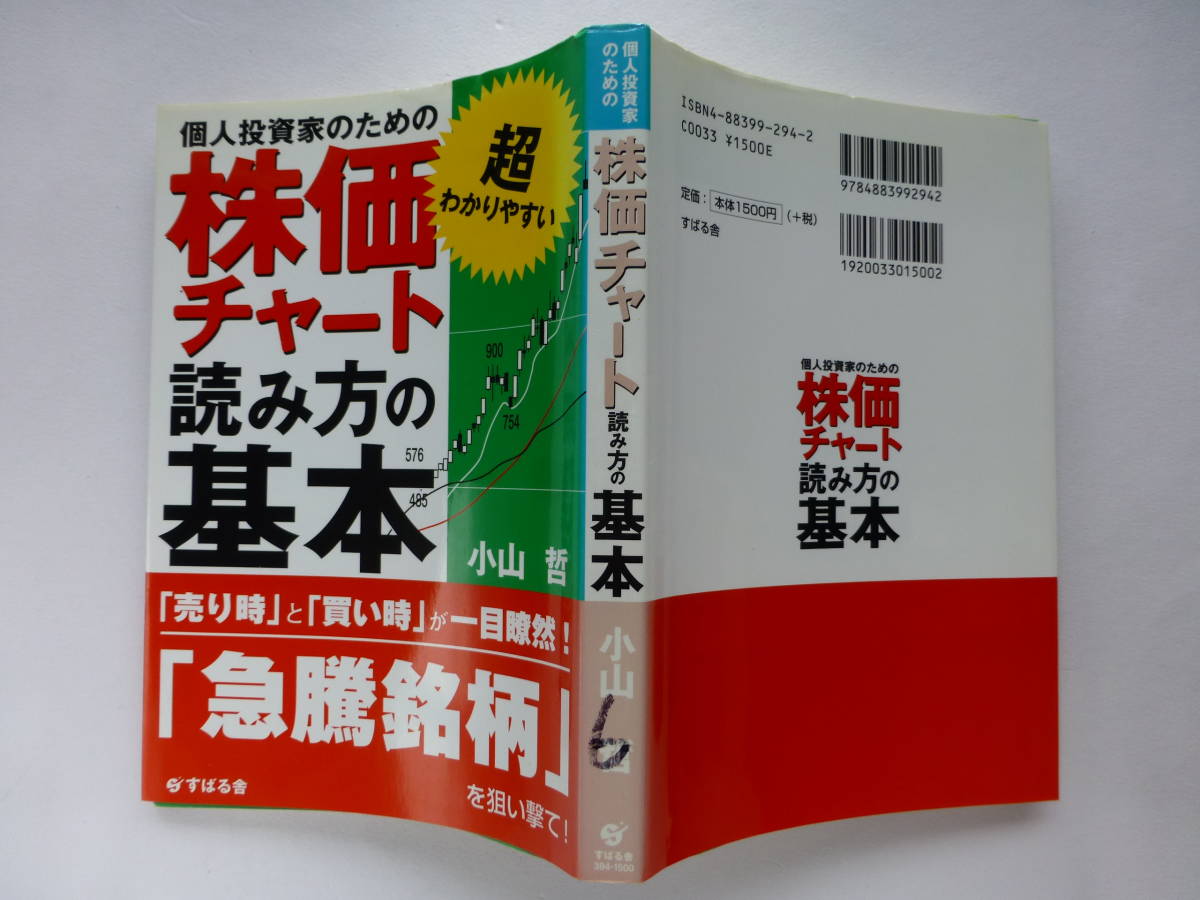 個人投資家のための
株価
チャート
読み方の
基本
超
わかりやすい
900
754
576
485
小山 哲
「売り時」と「買い時」が一目瞭然！
「急騰銘柄」
を狙い撃て！
すばる舎
個人投資家
のための
株価チャート読み方の基本
小山
6
すばる舎
394-1500
ISBN4-88399-294-2
C0033 ¥1500E
定価：本体1500円（+税）
すばる舎
9784883992942
1920033015002
個人投資家のための
株価
チャート
読み方の
基本